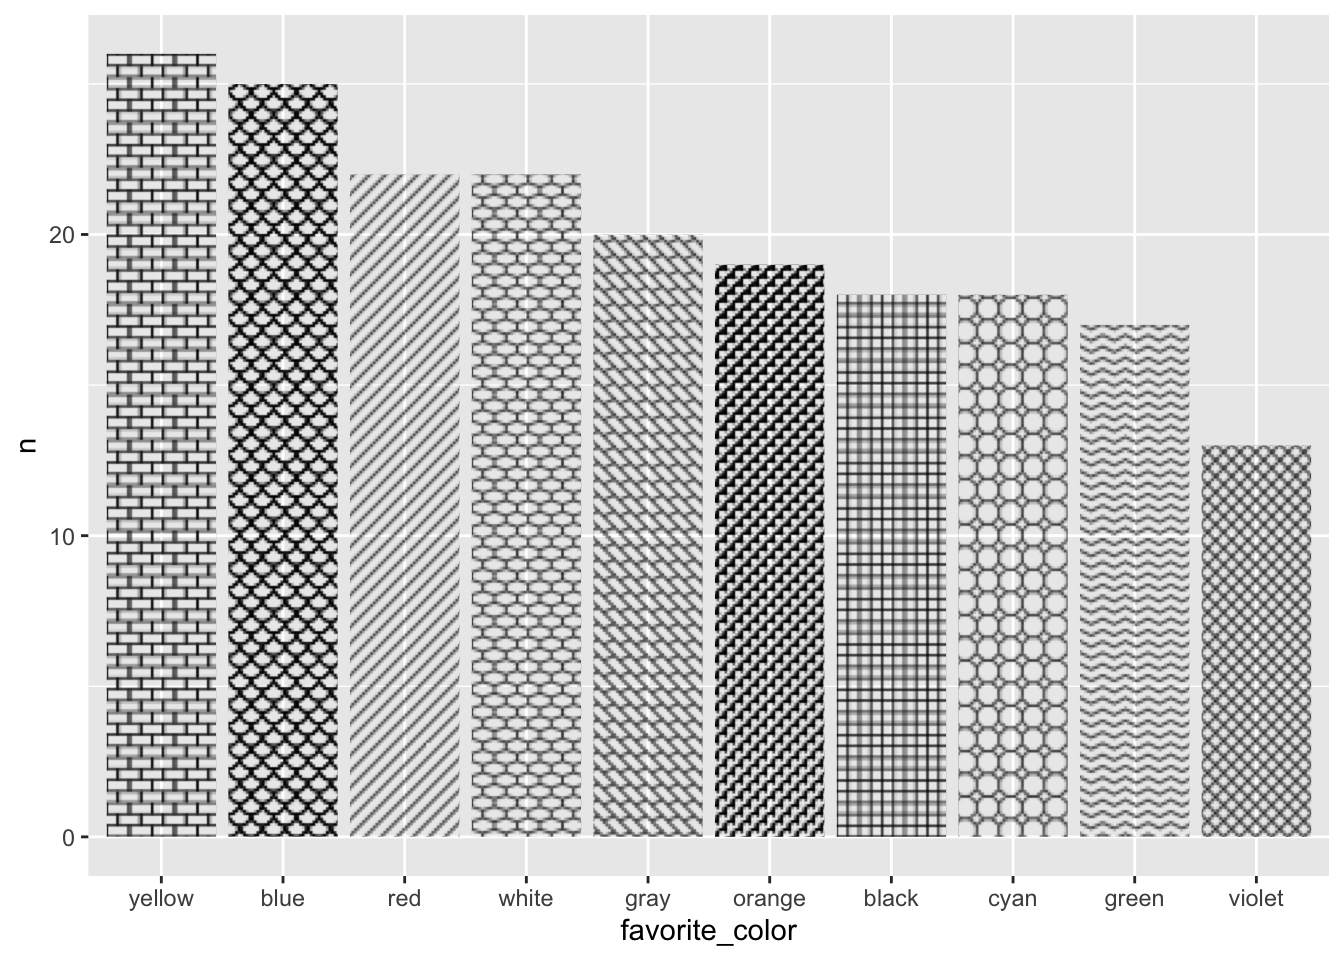 n
20
10
0
yellow blue red white gray orange black cyan green violet
favorite_color